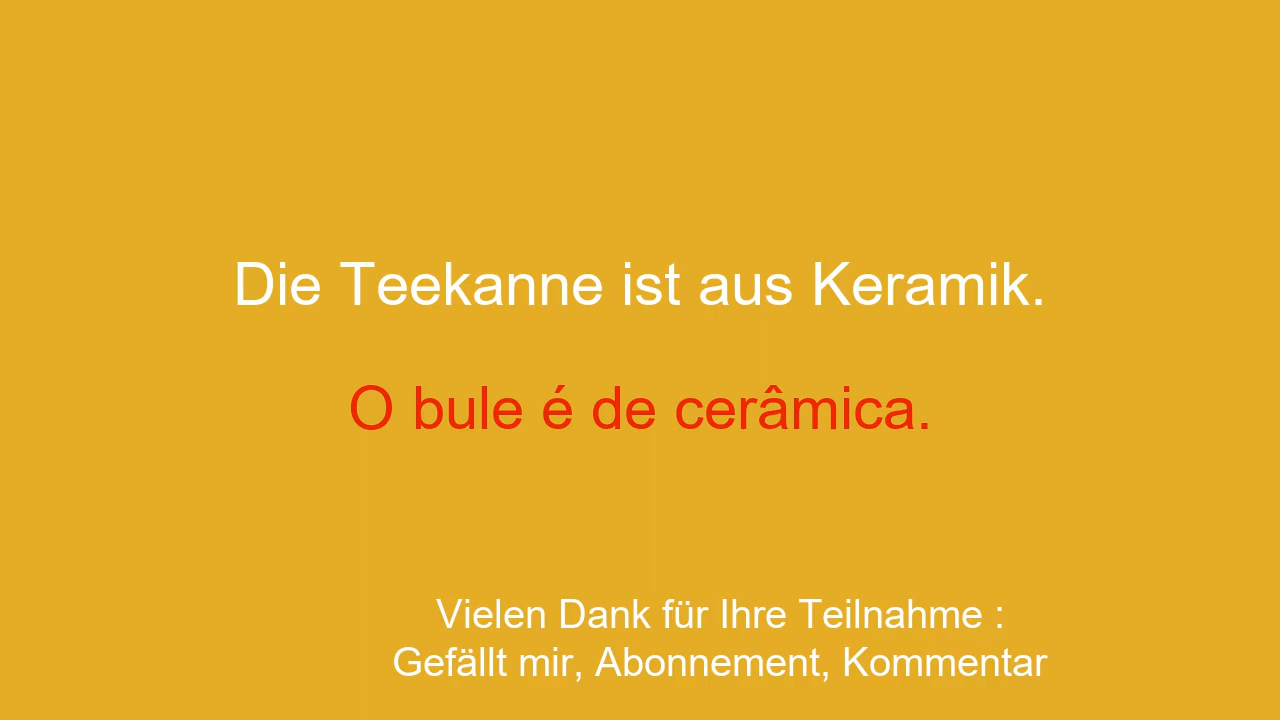 Die Teekanne ist aus Keramik.
O bule é de cerâmica.
Vielen Dank für Ihre Teilnahme :
Gefällt mir, Abonnement, Kommentar